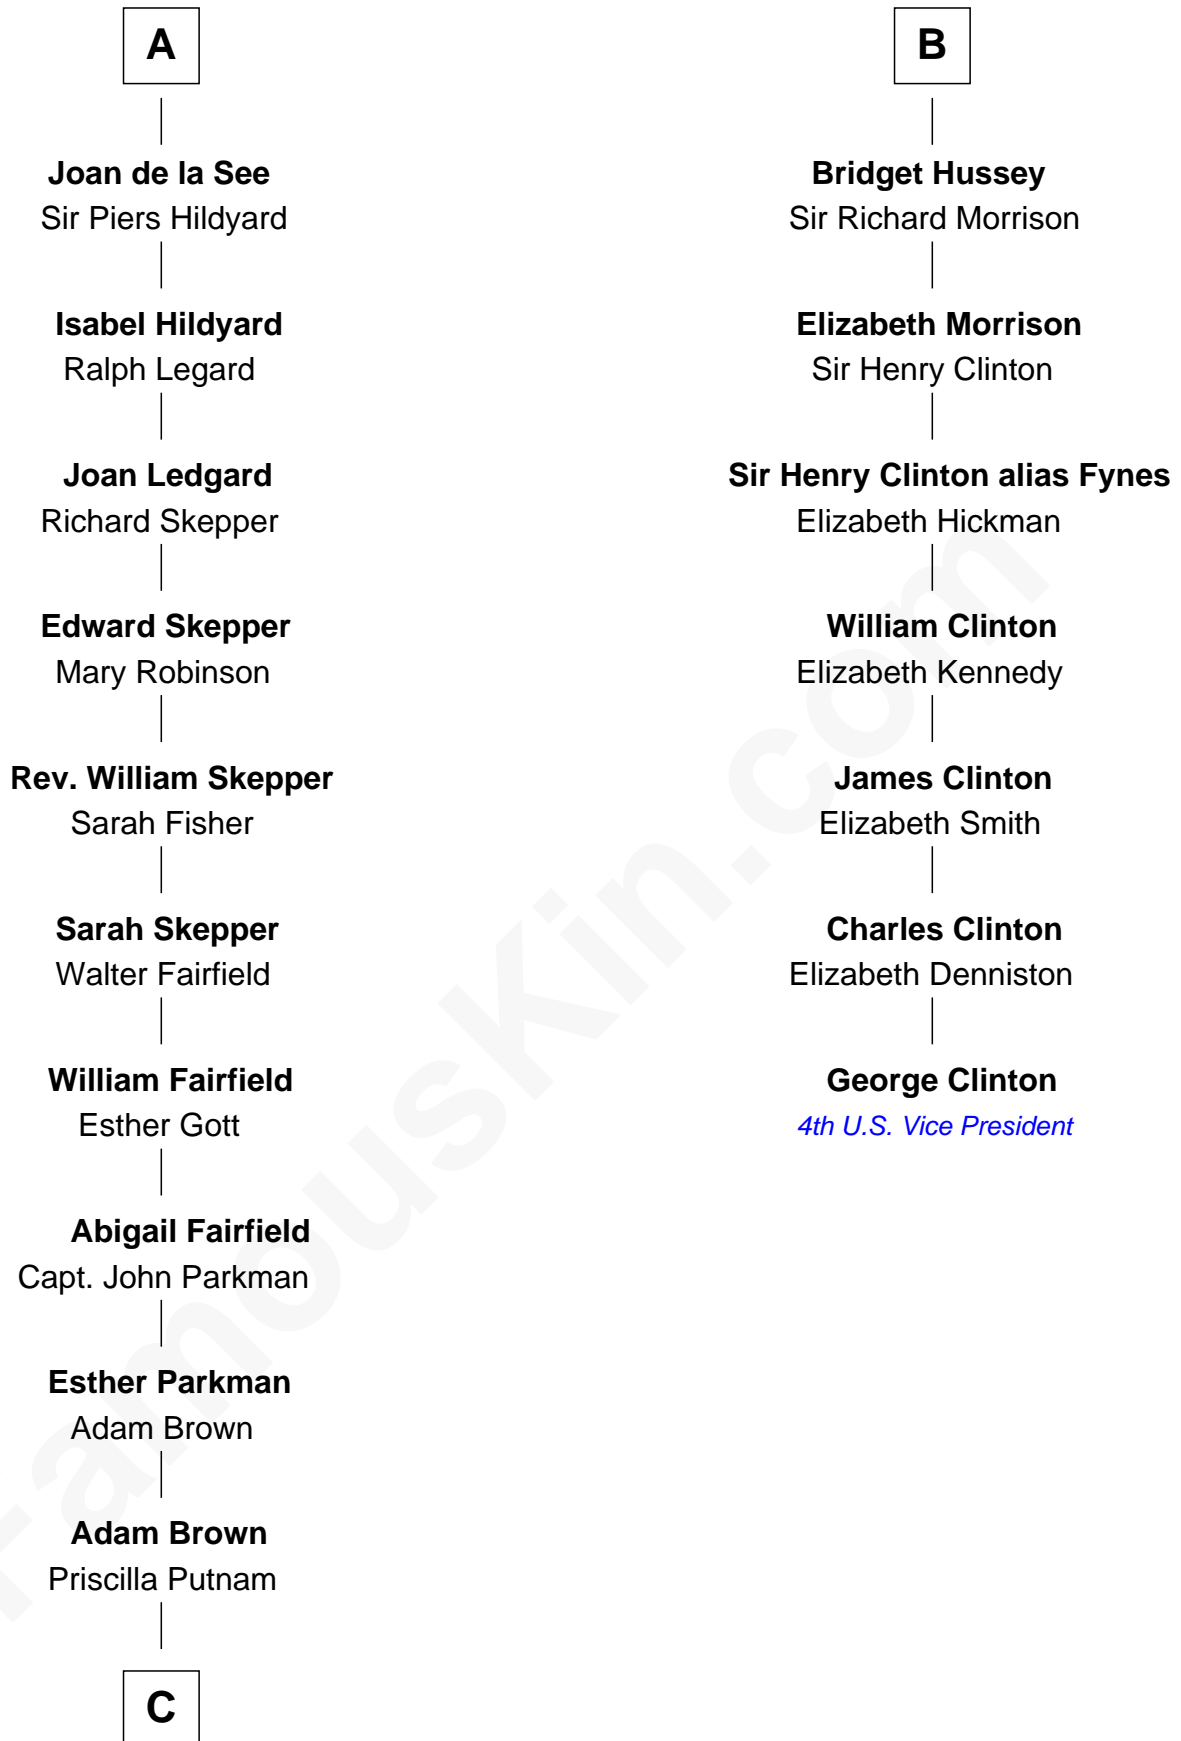 A
Joan de la See
Sir Piers Hildyard
Isabel Hildyard
Ralph Legard
Joan Ledgard
Richard Skepper
Edward Skepper
Mary Robinson
Rev. William Skepper
Sarah Fisher
Sarah Skepper
Walter Fairfield
William Fairfield
Esther Gott
Abigail Fairfield
Capt. John Parkman
Esther Parkman
Adam Brown
Adam Brown
Priscilla Putnam
C
B
Bridget Hussey
Sir Richard Morrison
Elizabeth Morrison
Sir Henry Clinton
Sir Henry Clinton alias Fynes
Elizabeth Hickman
William Clinton
Elizabeth Kennedy
James Clinton
Elizabeth Smith
Charles Clinton
Elizabeth Denniston
George Clinton
4th U.S. Vice President
FamousKin.com